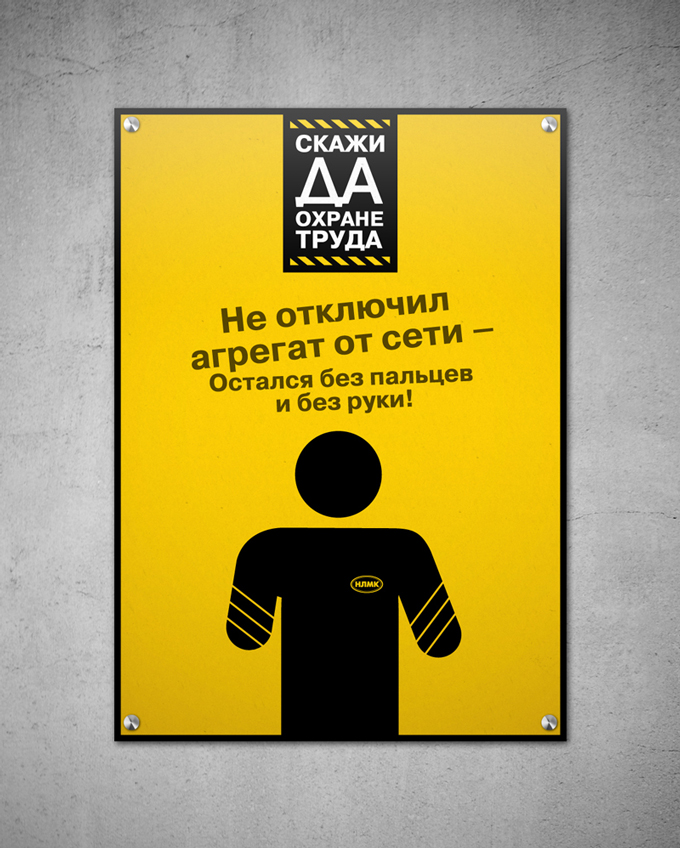 СКАЖИ
ДА
ОХРАНЕ
ТРУДА
Не отключил
агрегат от сети –
Остался без пальцев
и без руки!
НЛМК